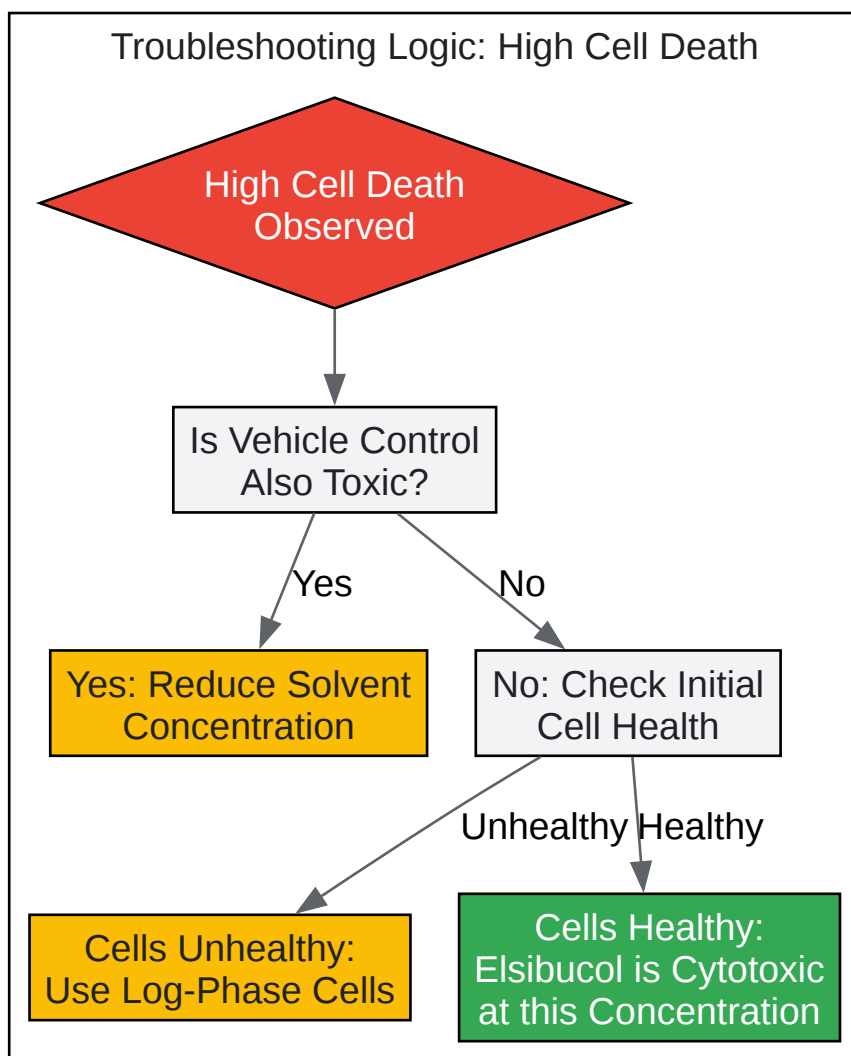 Troubleshooting Logic: High Cell Death
High Cell Death
Observed
Is Vehicle Control
Also Toxic?
Yes
No
Yes: Reduce Solvent
Concentration
No: Check Initial
Cell Health
Unhealthy
Healthy
Cells Unhealthy:
Use Log-Phase Cells
Cells Healthy:
Elsibucol is Cytotoxic
at this Concentration